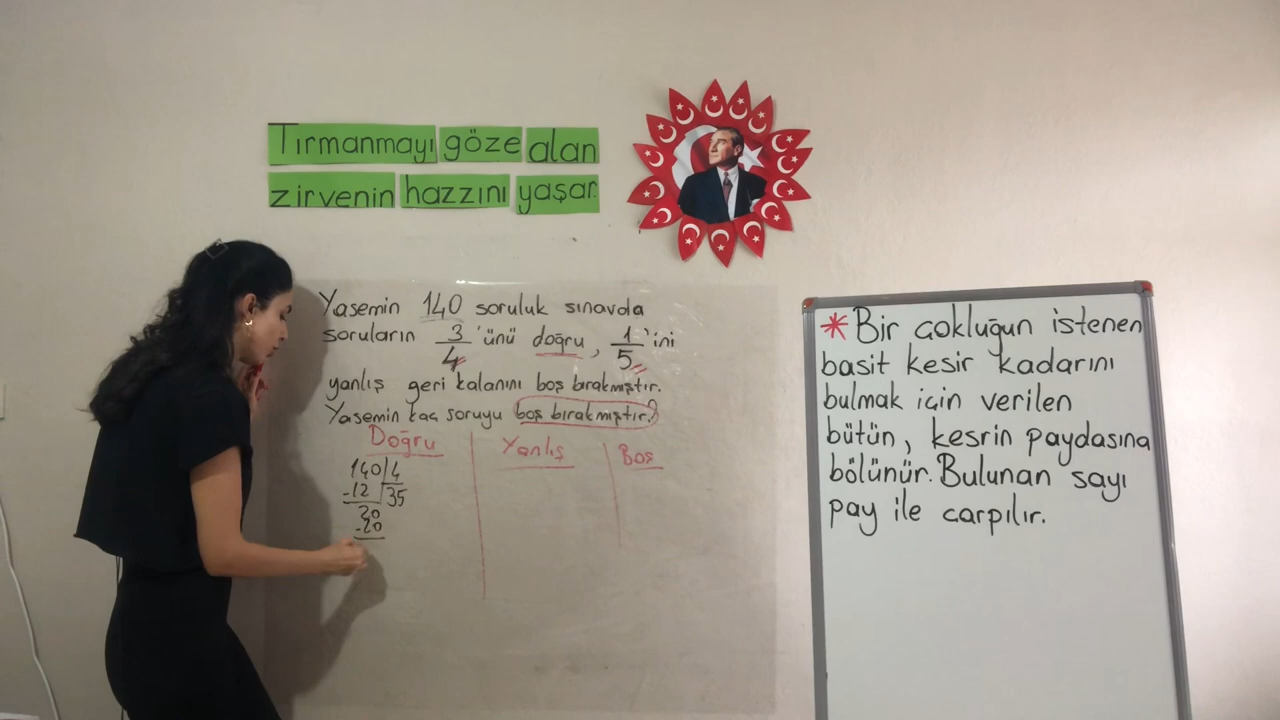 Tırmanmayı göze alan
zirvenin hazzını yaşar.
Yasemin 140 soruluk sınavda
soruların 3/4 'ünü doğru, 1/5 'ini
yanlış geri kalanını boş bırakmıştır.
Yasemin kaç soruyu boş bırakmıştır?
Doğru Yanlış Boş
140 4
-12 35
20
-20
* Bir çokluğun istenen
basit kesir kadarını
bulmak için verilen
bütün, kesrin paydasına
bölünür. Bulunan sayı
pay ile çarpılır.